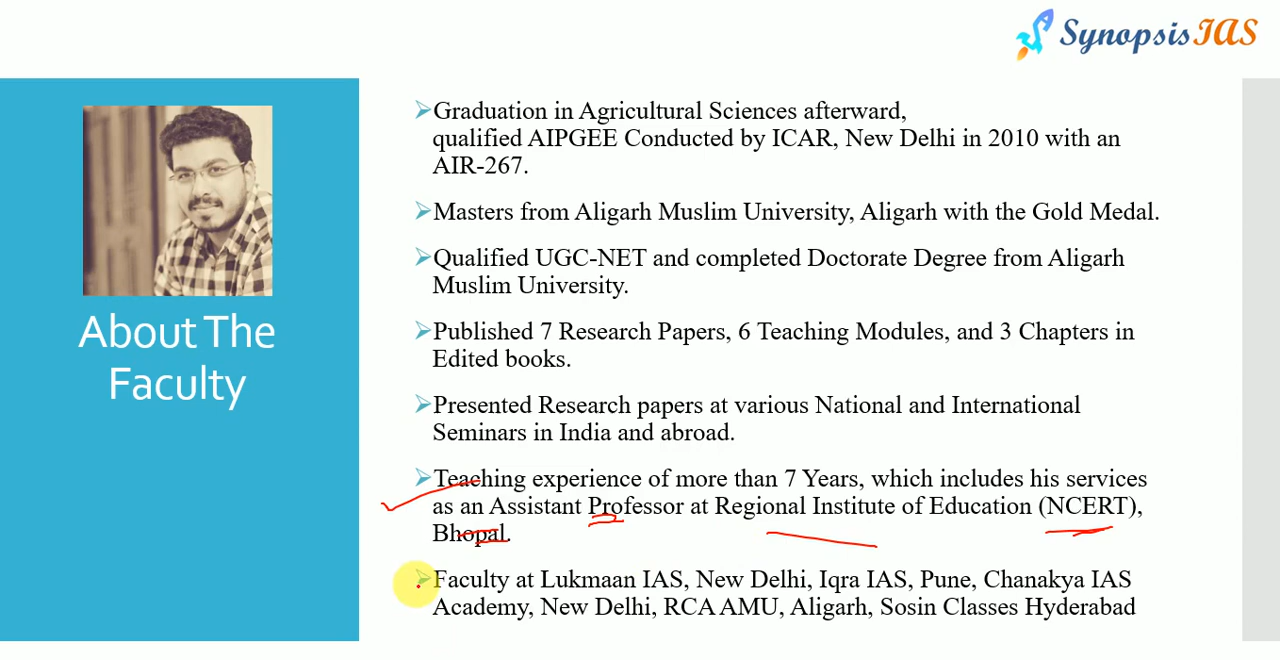 SynopsisIAS
About The
Faculty
Graduation in Agricultural Sciences afterward,
qualified AIPGEE Conducted by ICAR, New Delhi in 2010 with an
AIR-267.
Masters from Aligarh Muslim University, Aligarh with the Gold Medal.
Qualified UGC-NET and completed Doctorate Degree from Aligarh
Muslim University.
Published 7 Research Papers, 6 Teaching Modules, and 3 Chapters in
Edited books.
Presented Research papers at various National and International
Seminars in India and abroad.
Teaching experience of more than 7 Years, which includes his services
as an Assistant Professor at Regional Institute of Education (NCERT),
Bhopal.
Faculty at Lukmaan IAS, New Delhi, Iqra IAS, Pune, Chanakya IAS
Academy, New Delhi, RCA AMU, Aligarh, Sosin Classes Hyderabad